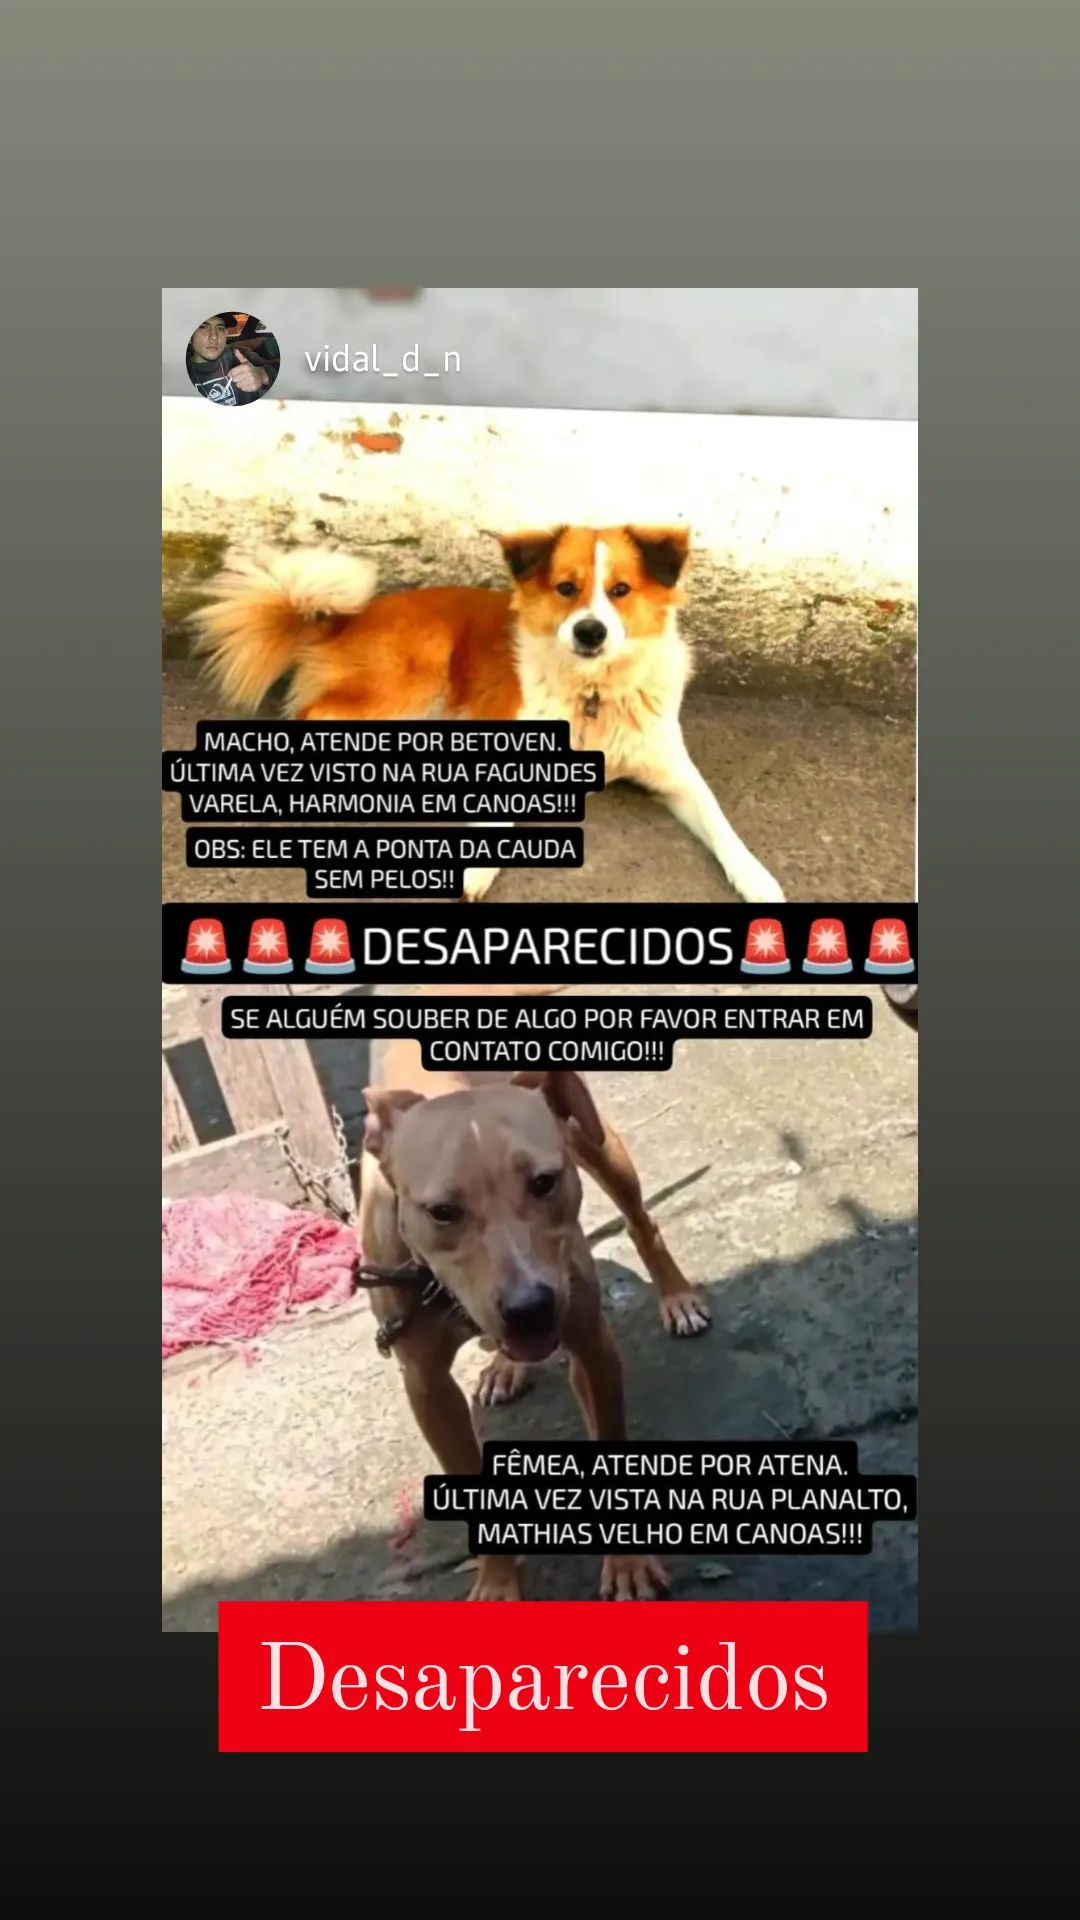 vidal_d_n
MACHO, ATENDE POR BETOVEN.
ÚLTIMA VEZ VISTO NA RUA FAGUNDES
VARELA, HARMONIA EM CANOAS!!!
OBS: ELE TEM A PONTA DA CAUDA
SEM PELOS!!
🚨🚨🚨DESAPARECIDOS🚨🚨🚨
SE ALGUÉM SOUBER DE ALGO POR FAVOR ENTRAR EM
CONTATO COMIGO!!!
FÊMEA, ATENDE POR ATENA.
ÚLTIMA VEZ VISTA NA RUA PLANALTO,
MATHIAS VELHO EM CANOAS!!!
Desaparecidos